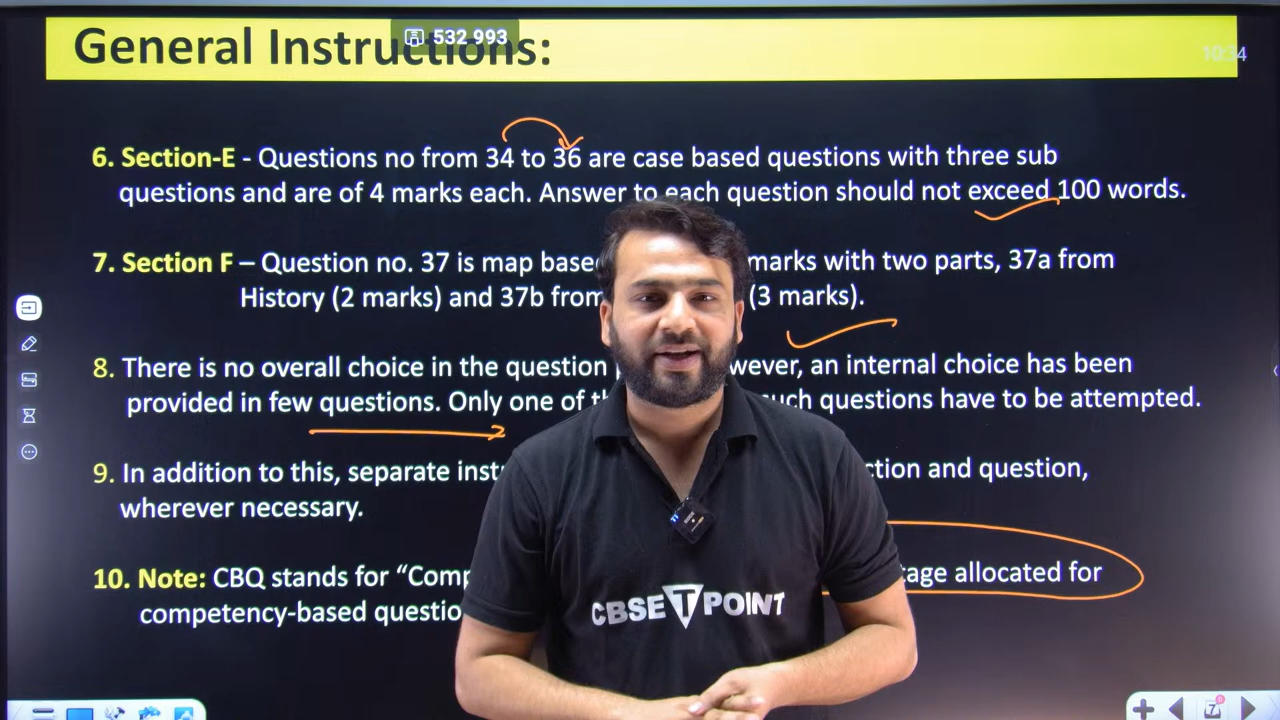 532 993
General Instructions:
10:34
6. Section-E - Questions no from 34 to 36 are case based questions with three sub
questions and are of 4 marks each. Answer to each question should not exceed 100 words.
7. Section F – Question no. 37 is map base marks with two parts, 37a from
History (2 marks) and 37b from (3 marks).
8. There is no overall choice in the question wever, an internal choice has been
provided in few questions. Only one of th uch questions have to be attempted.
9. In addition to this, separate inst ction and question,
wherever necessary.
10. Note: CBQ stands for “Comp tage allocated for
competency-based questio
CBSE T POINT
7